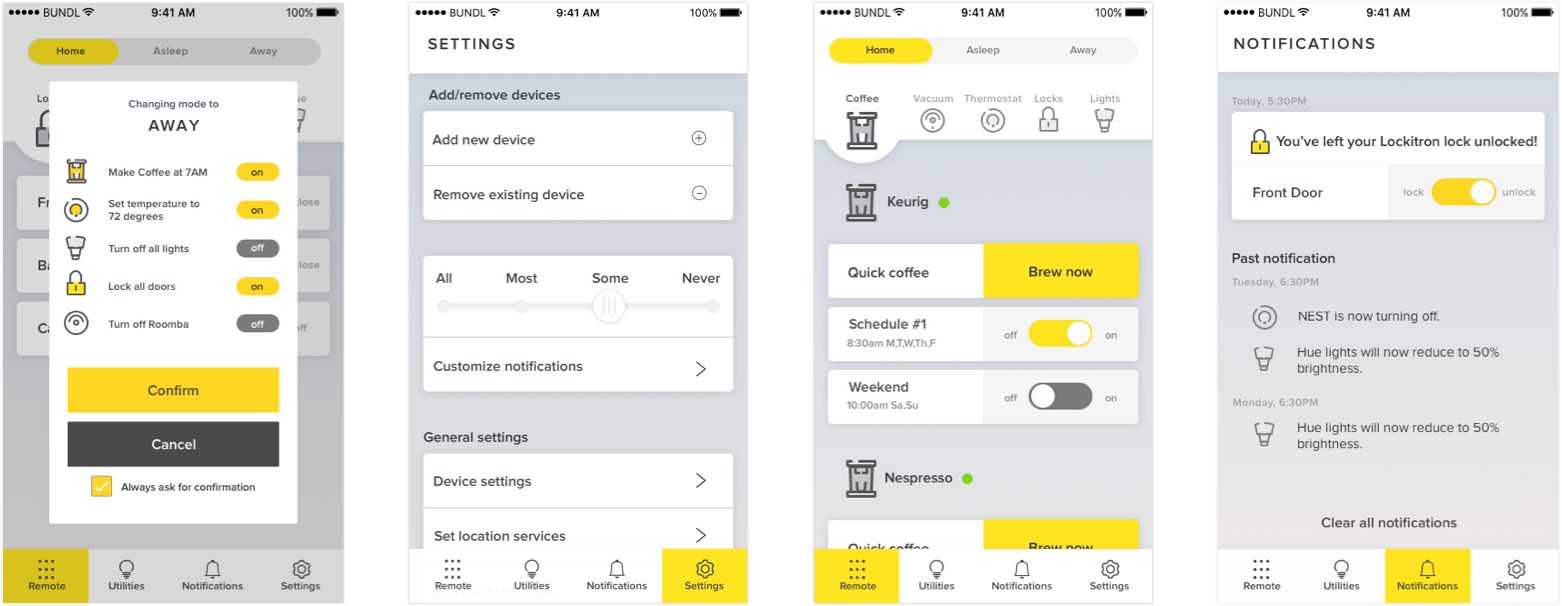 BUNDL 9:41 AM 100%
Home Asleep Away
Lo
ue
Changing mode to
AWAY
Make Coffee at 7AM on
Set temperature to
72 degrees on
Turn off all lights off
Lock all doors on
Turn off Roomba off
Fr
lose
Ba
lose
Ca
off
Confirm
Cancel
Always ask for confirmation
Remote Utilities Notifications Settings
BUNDL 9:41 AM 100%
SETTINGS
Add/remove devices
Add new device
Remove existing device
All Most Some Never
Customize notifications
General settings
Device settings
Set location services
Remote Utilities Notifications Settings
BUNDL 9:41 AM 100%
Home Asleep Away
Coffee Vacuum Thermostat Locks Lights
Keurig
Quick coffee Brew now
Schedule #1
8:30am M,T,W,Th,F
off on
Weekend
10:00am Sa,Su
off on
Nespresso
Quick coffee Brew now
Remote Utilities Notifications Settings
BUNDL 9:41 AM 100%
NOTIFICATIONS
Today, 5:30PM
You've left your Lockitron lock unlocked!
Front Door lock unlock
Past notification
Tuesday, 6:30PM
NEST is now turning off.
Hue lights will now reduce to 50%
brightness.
Monday, 6:30PM
Hue lights will now reduce to 50%
brightness.
Clear all notifications
Remote Utilities Notifications Settings